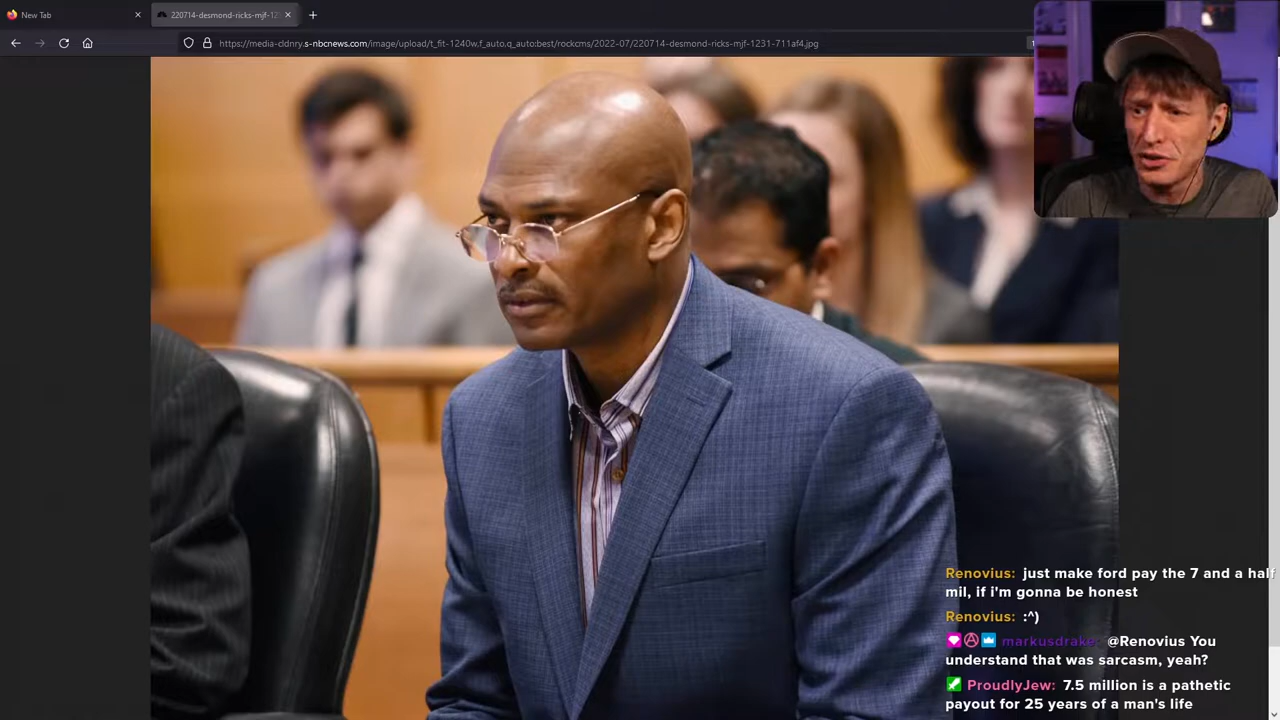 New Tab
220714-desmond-ricks-mjf-12
https://media-cldnry.s-nbcnews.com/image/upload/t_fit-1240w,f_auto,q_auto:best/rockcms/2022-07/220714-desmond-ricks-mjf-1231-711af4.jpg
Renovius: just make ford pay the 7 and a half
mil, if i'm gonna be honest
Renovius: :^)
markusdrake: @Renovius You
understand that was sarcasm, yeah?
ProudlyJew: 7.5 million is a pathetic
payout for 25 years of a man's life